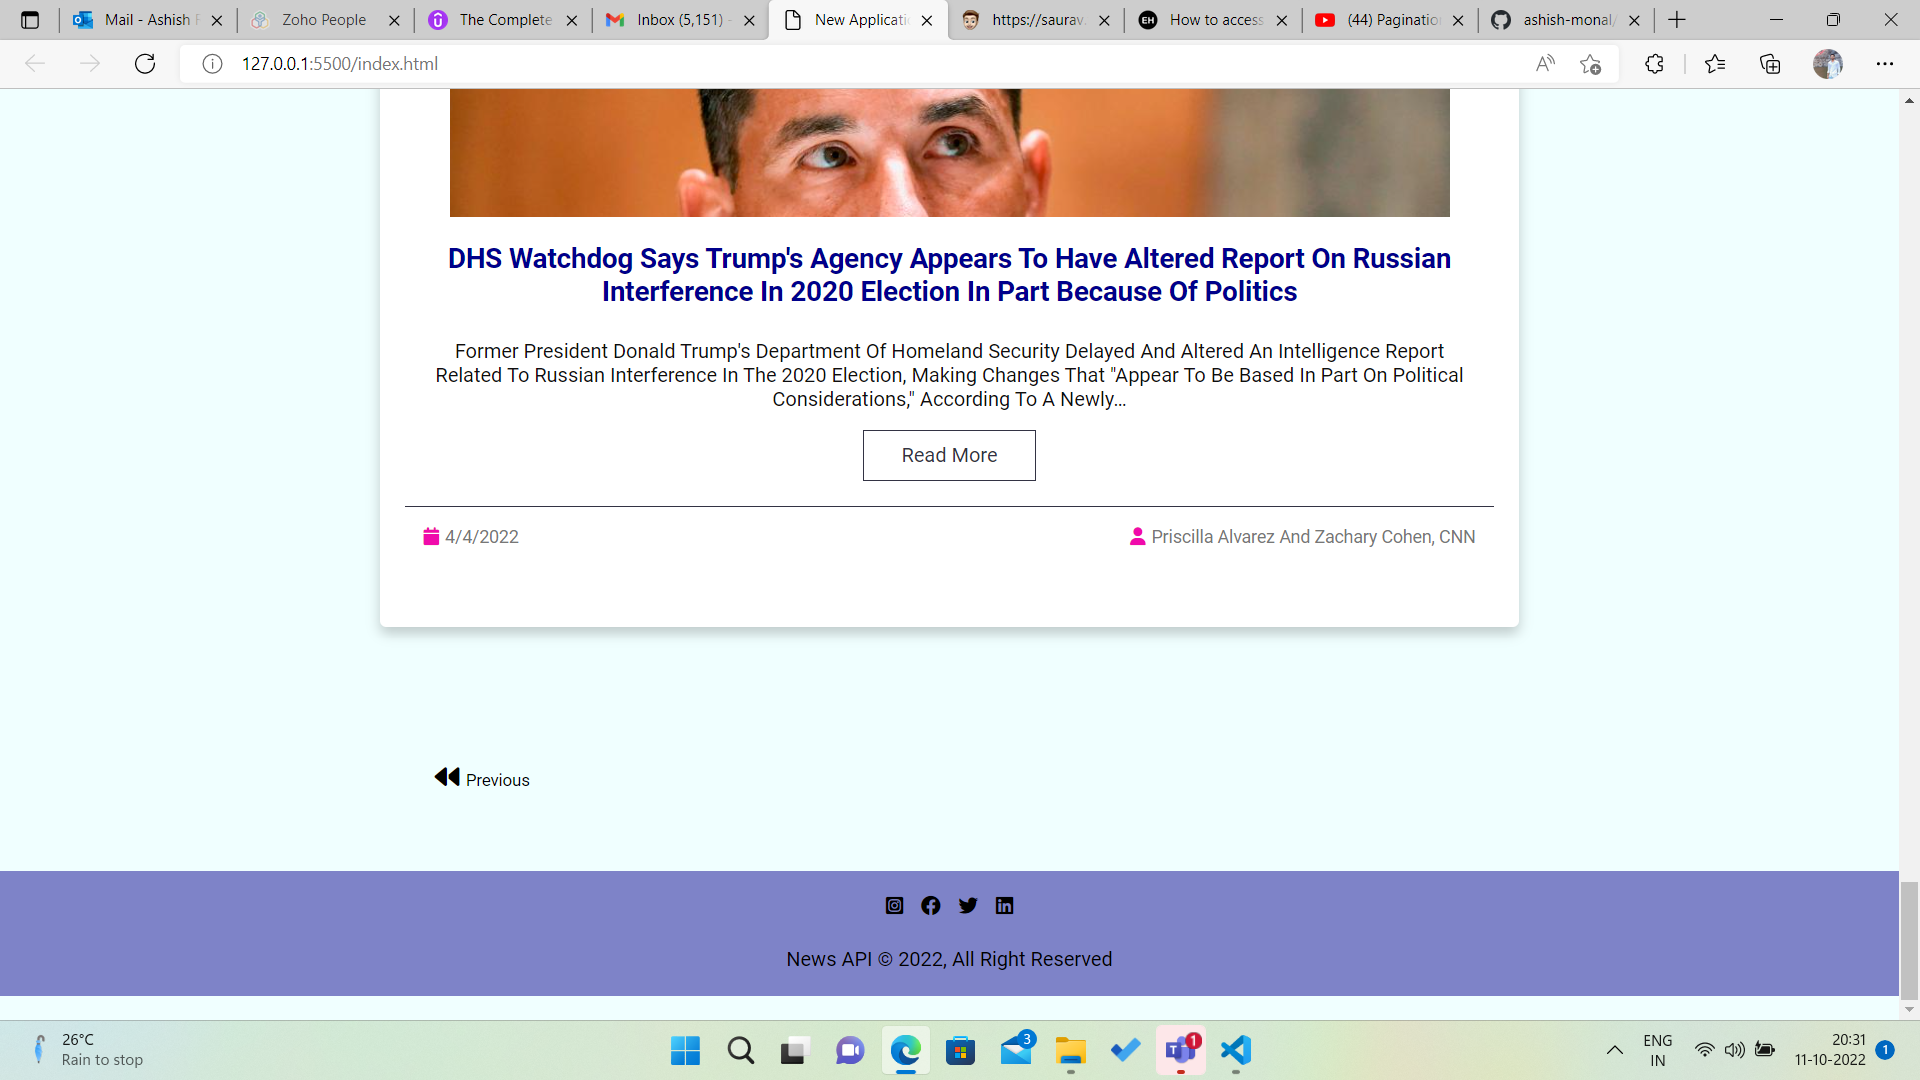 Mail - Ashish
Zoho People
The Complete
Inbox (5,151) -
New Applicati
https://saurav.
How to access
(44) Pagination
ashish-monal/
127.0.0.1:5500/index.html
DHS Watchdog Says Trump's Agency Appears To Have Altered Report On Russian
Interference In 2020 Election In Part Because Of Politics
Former President Donald Trump's Department Of Homeland Security Delayed And Altered An Intelligence Report
Related To Russian Interference In The 2020 Election, Making Changes That "Appear To Be Based In Part On Political
Considerations," According To A Newly…
Read More
4/4/2022
Priscilla Alvarez And Zachary Cohen, CNN
Previous
News API © 2022, All Right Reserved
26°C
Rain to stop
3
1
ENG
IN
20:31
11-10-2022
1